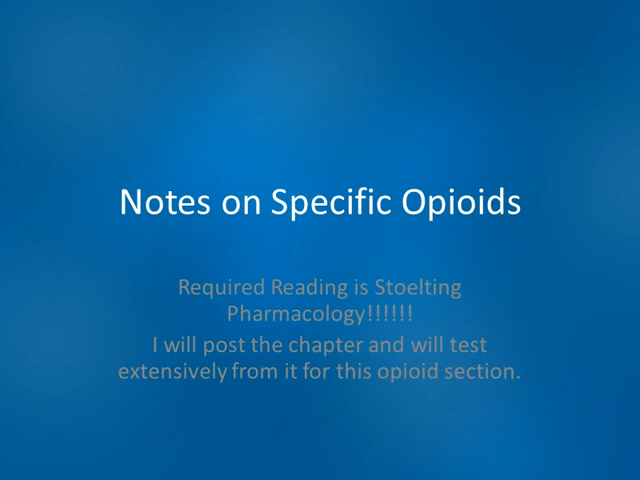 Notes on Specific Opioids
Required Reading is Stoelting
Pharmacology!!!!!!
I will post the chapter and will test
extensively from it for this opioid section.